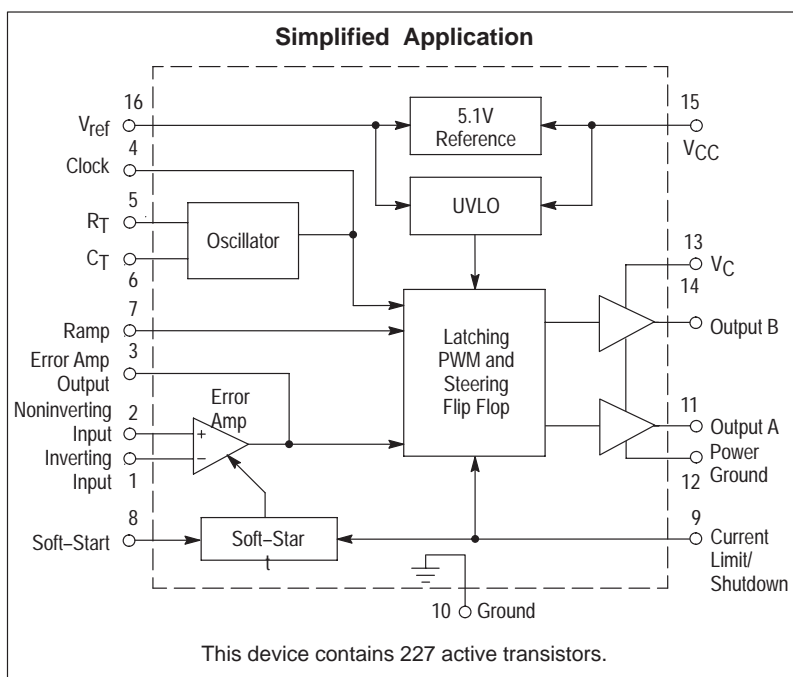 Simplified Application
16
Vref
4
Clock
5
RT
CT
6
7
Ramp
3
Error Amp
Output
Noninverting
2
Input
Inverting
Input
1
8
Soft–Start
5.1V
Reference
UVLO
Oscillator
Latching
PWM and
Steering
Flip Flop
Error
Amp
+
–
Soft–Star
t
15
VCC
13
VC
14
Output B
11
Output A
Power
Ground
12
9
Current
Limit/
Shutdown
10 Ground
This device contains 227 active transistors.